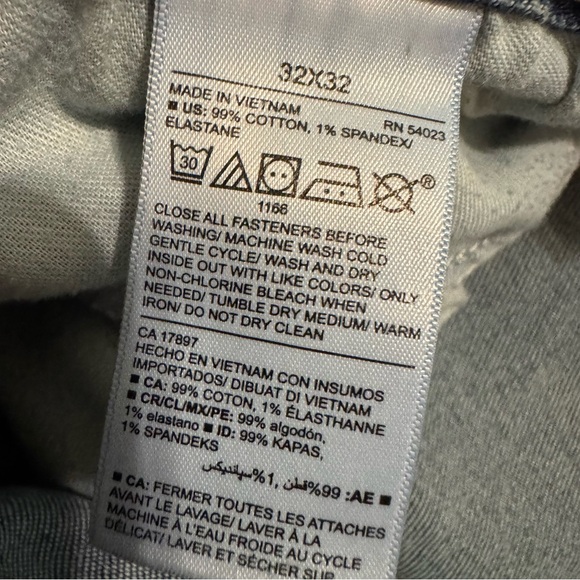 32X32
MADE IN VIETNAM RN 54023
■ US: 99% COTTON, 1% SPANDEX/
ELASTANE
30 ®
1166
CLOSE ALL FASTENERS BEFORE
WASHING/ MACHINE WASH COLD
GENTLE CYCLE/ WASH AND DRY
INSIDE OUT WITH LIKE COLORS/ ONLY
NON-CHLORINE BLEACH WHEN
NEEDED/ TUMBLE DRY MEDIUM/ WARM
IRON/ DO NOT DRY CLEAN
CA 17897
HECHO EN VIETNAM CON INSUMOS
IMPORTADOS/ DIBUAT DI VIETNAM
■ CA: 99% COTON, 1% ÉLASTHANNE
■ CR/CL/MX/PE: 99% algodón,
1% elastano ■ ID: 99% KAPAS,
1% SPANDEKS
■ AE: 99% قطن, 1% سپاندیکس
■ CA: FERMER TOUTES LES ATTACHES
AVANT LE LAVAGE/ LAVER À LA
MACHINE À L'EAU FROIDE AU CYCLE
DÉLICAT/ LAVER ET SÉCHER SUR